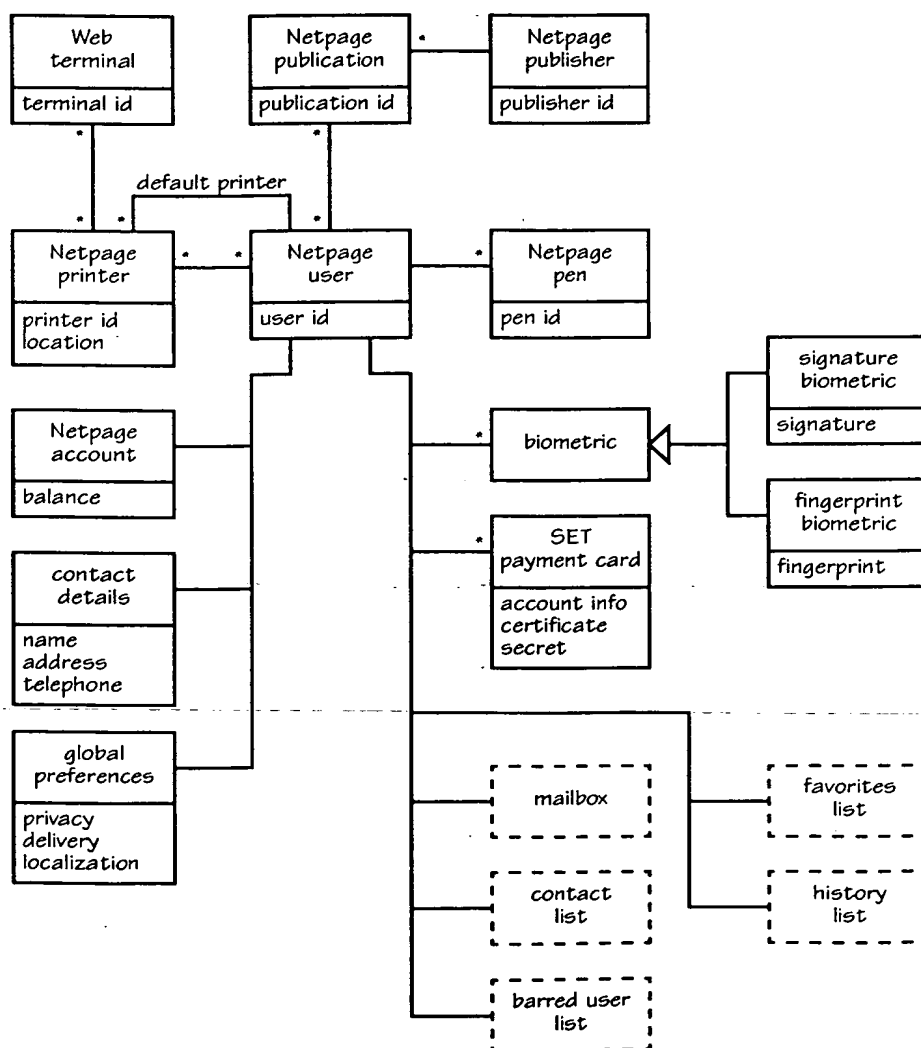 Web
terminal
terminal id
Netpage
publication
publication id
*
Netpage
publisher
publisher id
*
*
default printer
*
*
*
Netpage
printer
printer id
location
*
*
Netpage
user
user id
*
Netpage
pen
pen id
signature
biometric
signature
Netpage
account
balance
*
biometric
fingerprint
biometric
fingerprint
*
SET
payment card
account info
certificate
secret
contact
details
name
address
telephone
global
preferences
privacy
delivery
localization
mailbox
favorites
list
contact
list
history
list
barred user
list